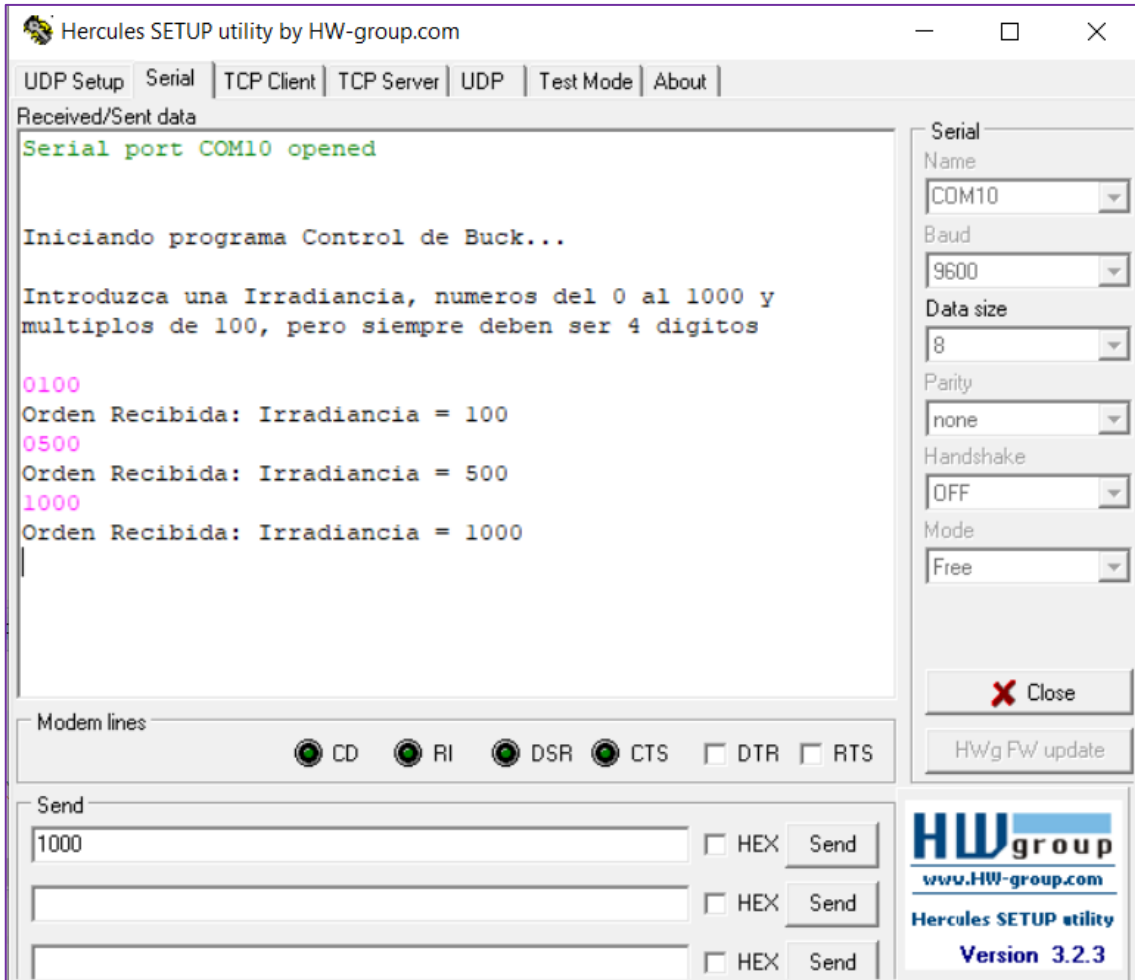 Hercules SETUP utility by HW-group.com
UDP Setup Serial TCP Client TCP Server UDP Test Mode About
Received/Sent data
Serial port COM10 opened
Iniciando programa Control de Buck...
Introduzca una Irradiancia, numeros del 0 al 1000 y
multiplos de 100, pero siempre deben ser 4 digitos
0100
Orden Recibida: Irradiancia = 100
0500
Orden Recibida: Irradiancia = 500
1000
Orden Recibida: Irradiancia = 1000
Serial
Name
COM10
Baud
9600
Data size
8
Parity
none
Handshake
OFF
Mode
Free
Close
HWg FW update
Modem lines
CD RI DSR CTS DTR RTS
Send
1000 HEX Send
HEX Send
HEX Send
HW group
www.HW-group.com
Hercules SETUP utility
Version 3.2.3